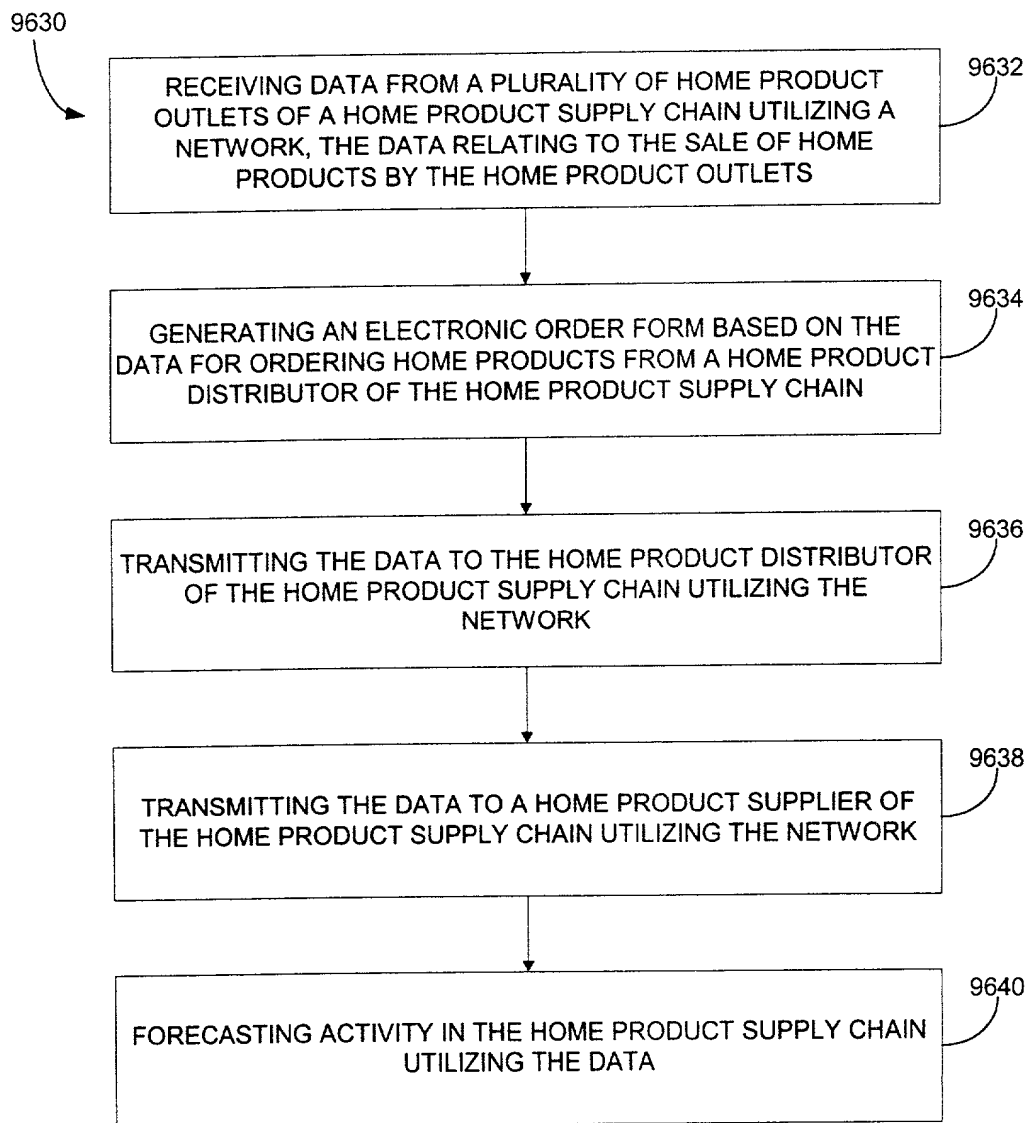 9630
9632
RECEIVING DATA FROM A PLURALITY OF HOME PRODUCT
OUTLETS OF A HOME PRODUCT SUPPLY CHAIN UTILIZING A
NETWORK, THE DATA RELATING TO THE SALE OF HOME
PRODUCTS BY THE HOME PRODUCT OUTLETS
9634
GENERATING AN ELECTRONIC ORDER FORM BASED ON THE
DATA FOR ORDERING HOME PRODUCTS FROM A HOME PRODUCT
DISTRIBUTOR OF THE HOME PRODUCT SUPPLY CHAIN
9636
TRANSMITTING THE DATA TO THE HOME PRODUCT DISTRIBUTOR
OF THE HOME PRODUCT SUPPLY CHAIN UTILIZING THE
NETWORK
9638
TRANSMITTING THE DATA TO A HOME PRODUCT SUPPLIER OF
THE HOME PRODUCT SUPPLY CHAIN UTILIZING THE NETWORK
9640
FORECASTING ACTIVITY IN THE HOME PRODUCT SUPPLY CHAIN
UTILIZING THE DATA